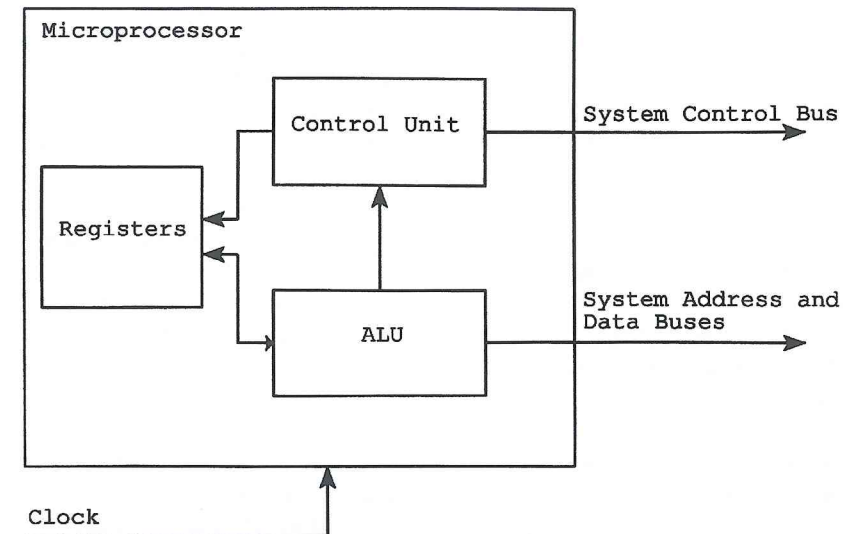 Microprocessor
Control Unit
System Control Bus
Registers
ALU
System Address and
Data Buses
Clock